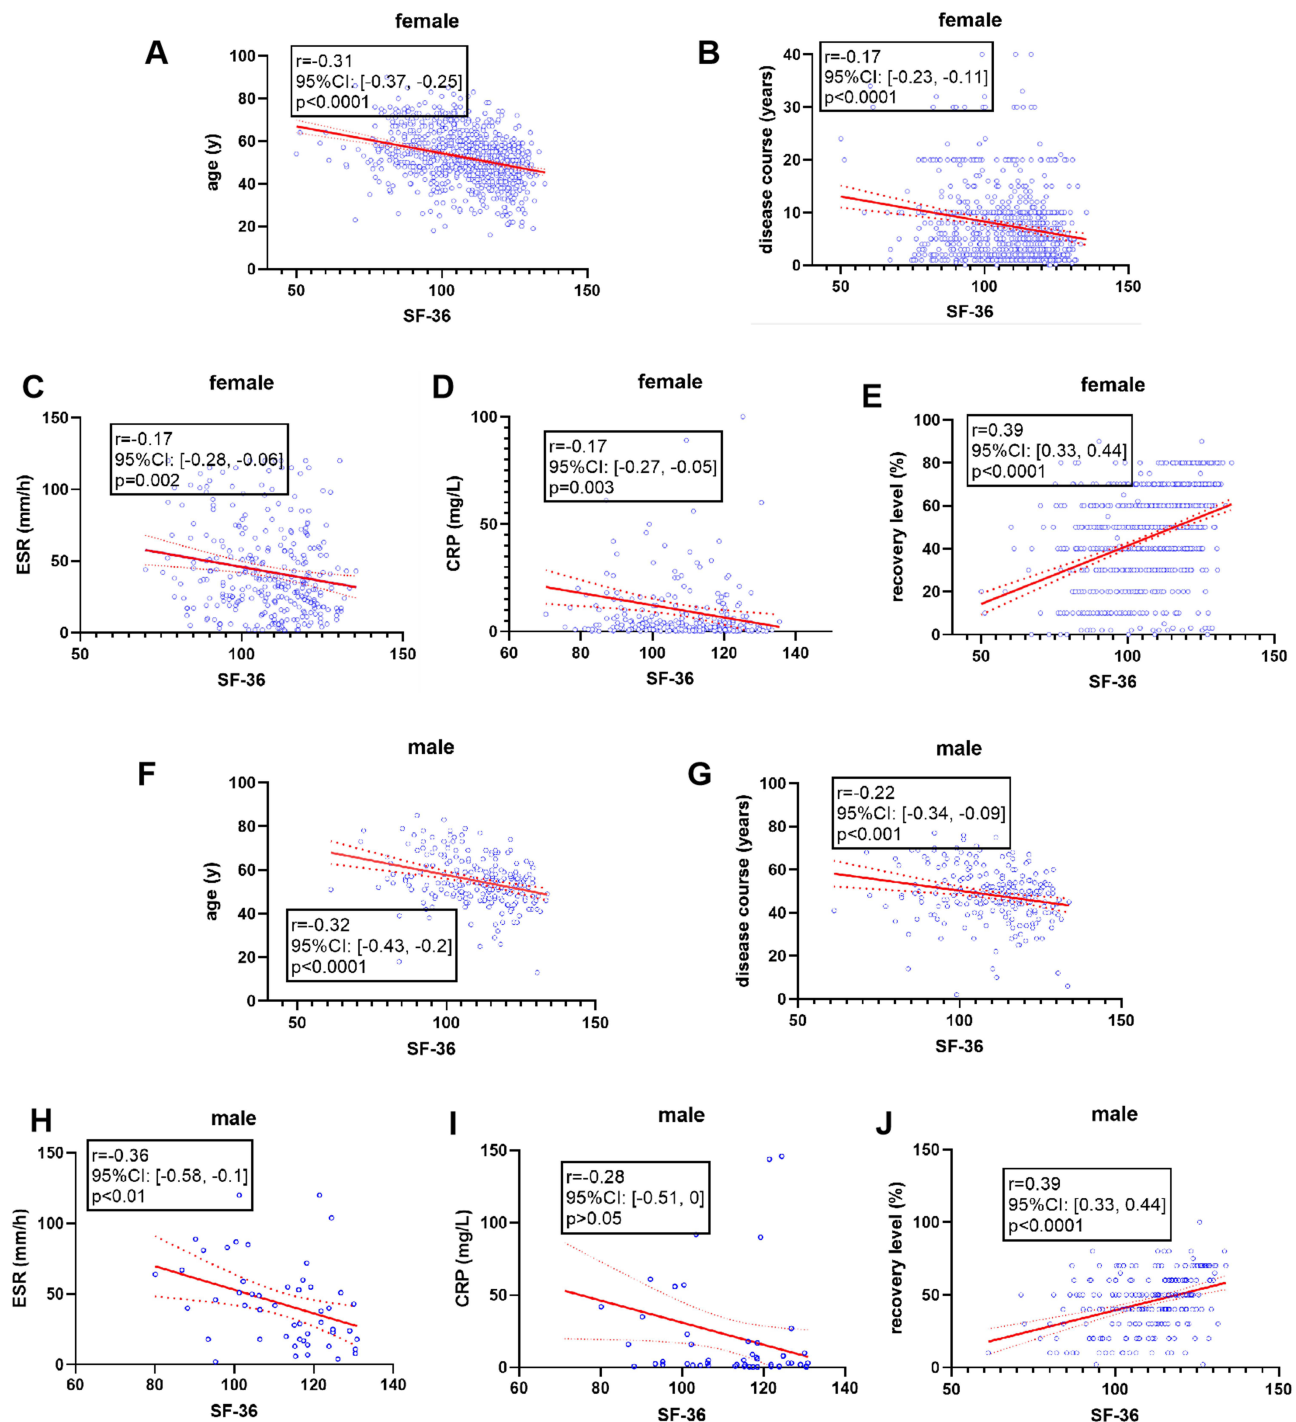 female
A
r=-0.31
95%CI: [-0.37, -0.25]
p<0.0001
100
80
60
40
20
0
age (y)
50 100 150
SF-36
female
B
r=-0.17
95%CI: [-0.23, -0.11]
p<0.0001
40
30
20
10
0
disease course (years)
50 100 150
SF-36
female
C
r=-0.17
95%CI: [-0.28, -0.06]
p=0.002
150
100
50
0
ESR (mm/h)
50 100 150
SF-36
female
D
r=-0.17
95%CI: [-0.27, -0.05]
p=0.003
100
50
0
CRP (mg/L)
60 80 100 120 140
SF-36
female
E
r=0.39
95%CI: [0.33, 0.44]
p<0.0001
100
80
60
40
20
0
recovery level (%)
50 100 150
SF-36
male
F
r=-0.32
95%CI: [-0.43, -0.2]
p<0.0001
100
80
60
40
20
0
age (y)
50 100 150
SF-36
male
G
r=-0.22
95%CI: [-0.34, -0.09]
p<0.001
100
80
60
40
20
0
disease course (years)
50 100 150
SF-36
male
H
r=-0.36
95%CI: [-0.58, -0.1]
p<0.01
150
100
50
0
ESR (mm/h)
60 80 100 120 140
SF-36
male
I
r=-0.28
95%CI: [-0.51, 0]
p>0.05
150
100
50
0
CRP (mg/L)
60 80 100 120 140
SF-36
male
J
r=0.39
95%CI: [0.33, 0.44]
p<0.0001
150
100
50
0
recovery level (%)
50 100 150
SF-36